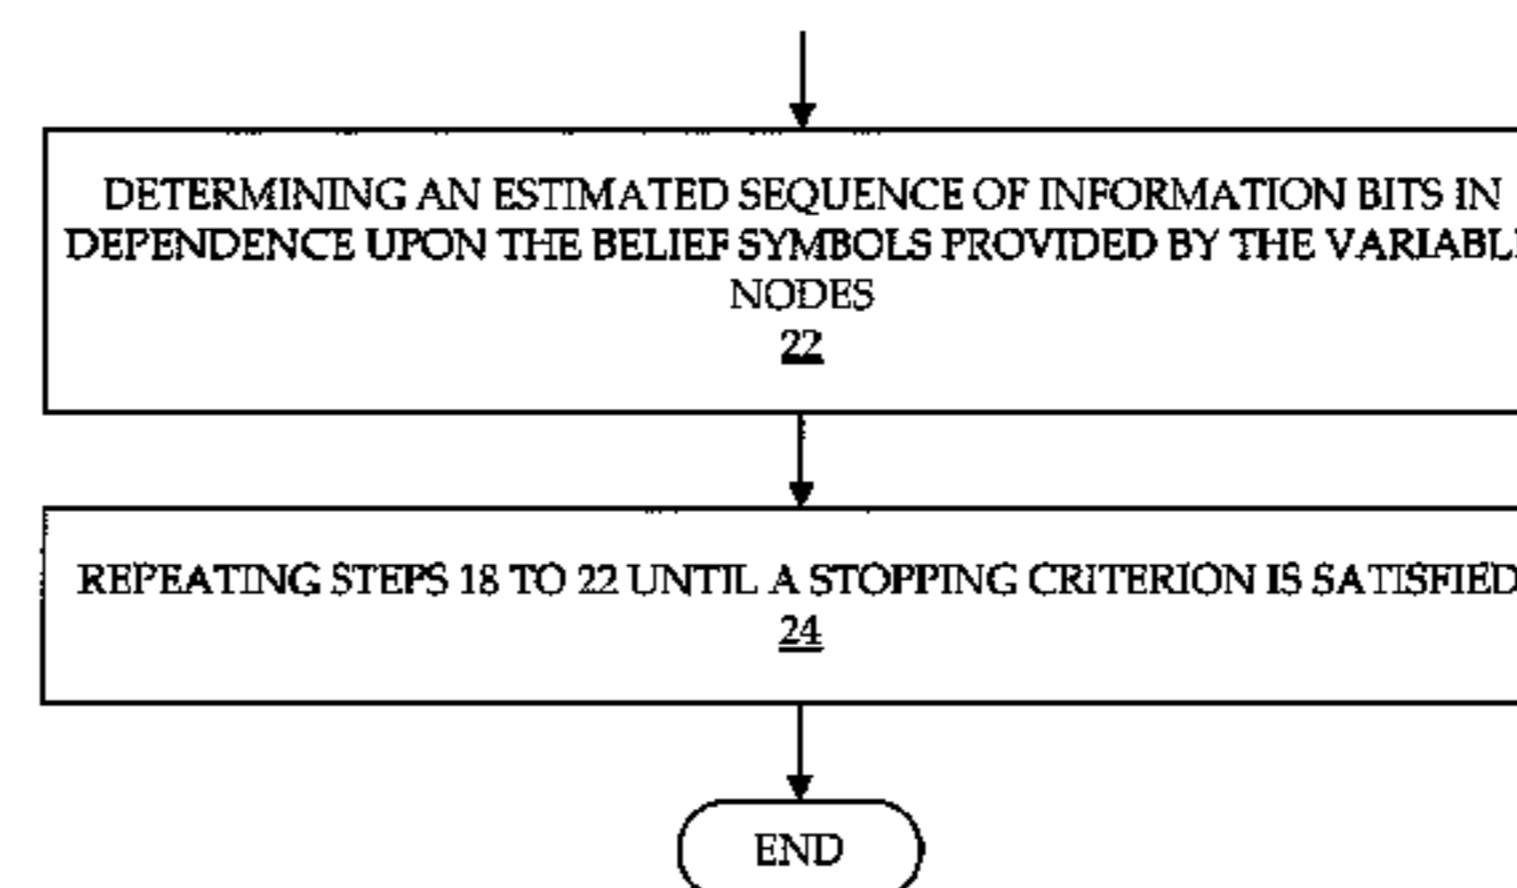 DETERMINING AN ESTIMATED SEQUENCE OF INFORMATION BITS IN
DEPENDENCE UPON THE BELIEF SYMBOLS PROVIDED BY THE VARIABLE
NODES
22
REPEATING STEPS 18 TO 22 UNTIL A STOPPING CRITERION IS SATISFIED
24
END